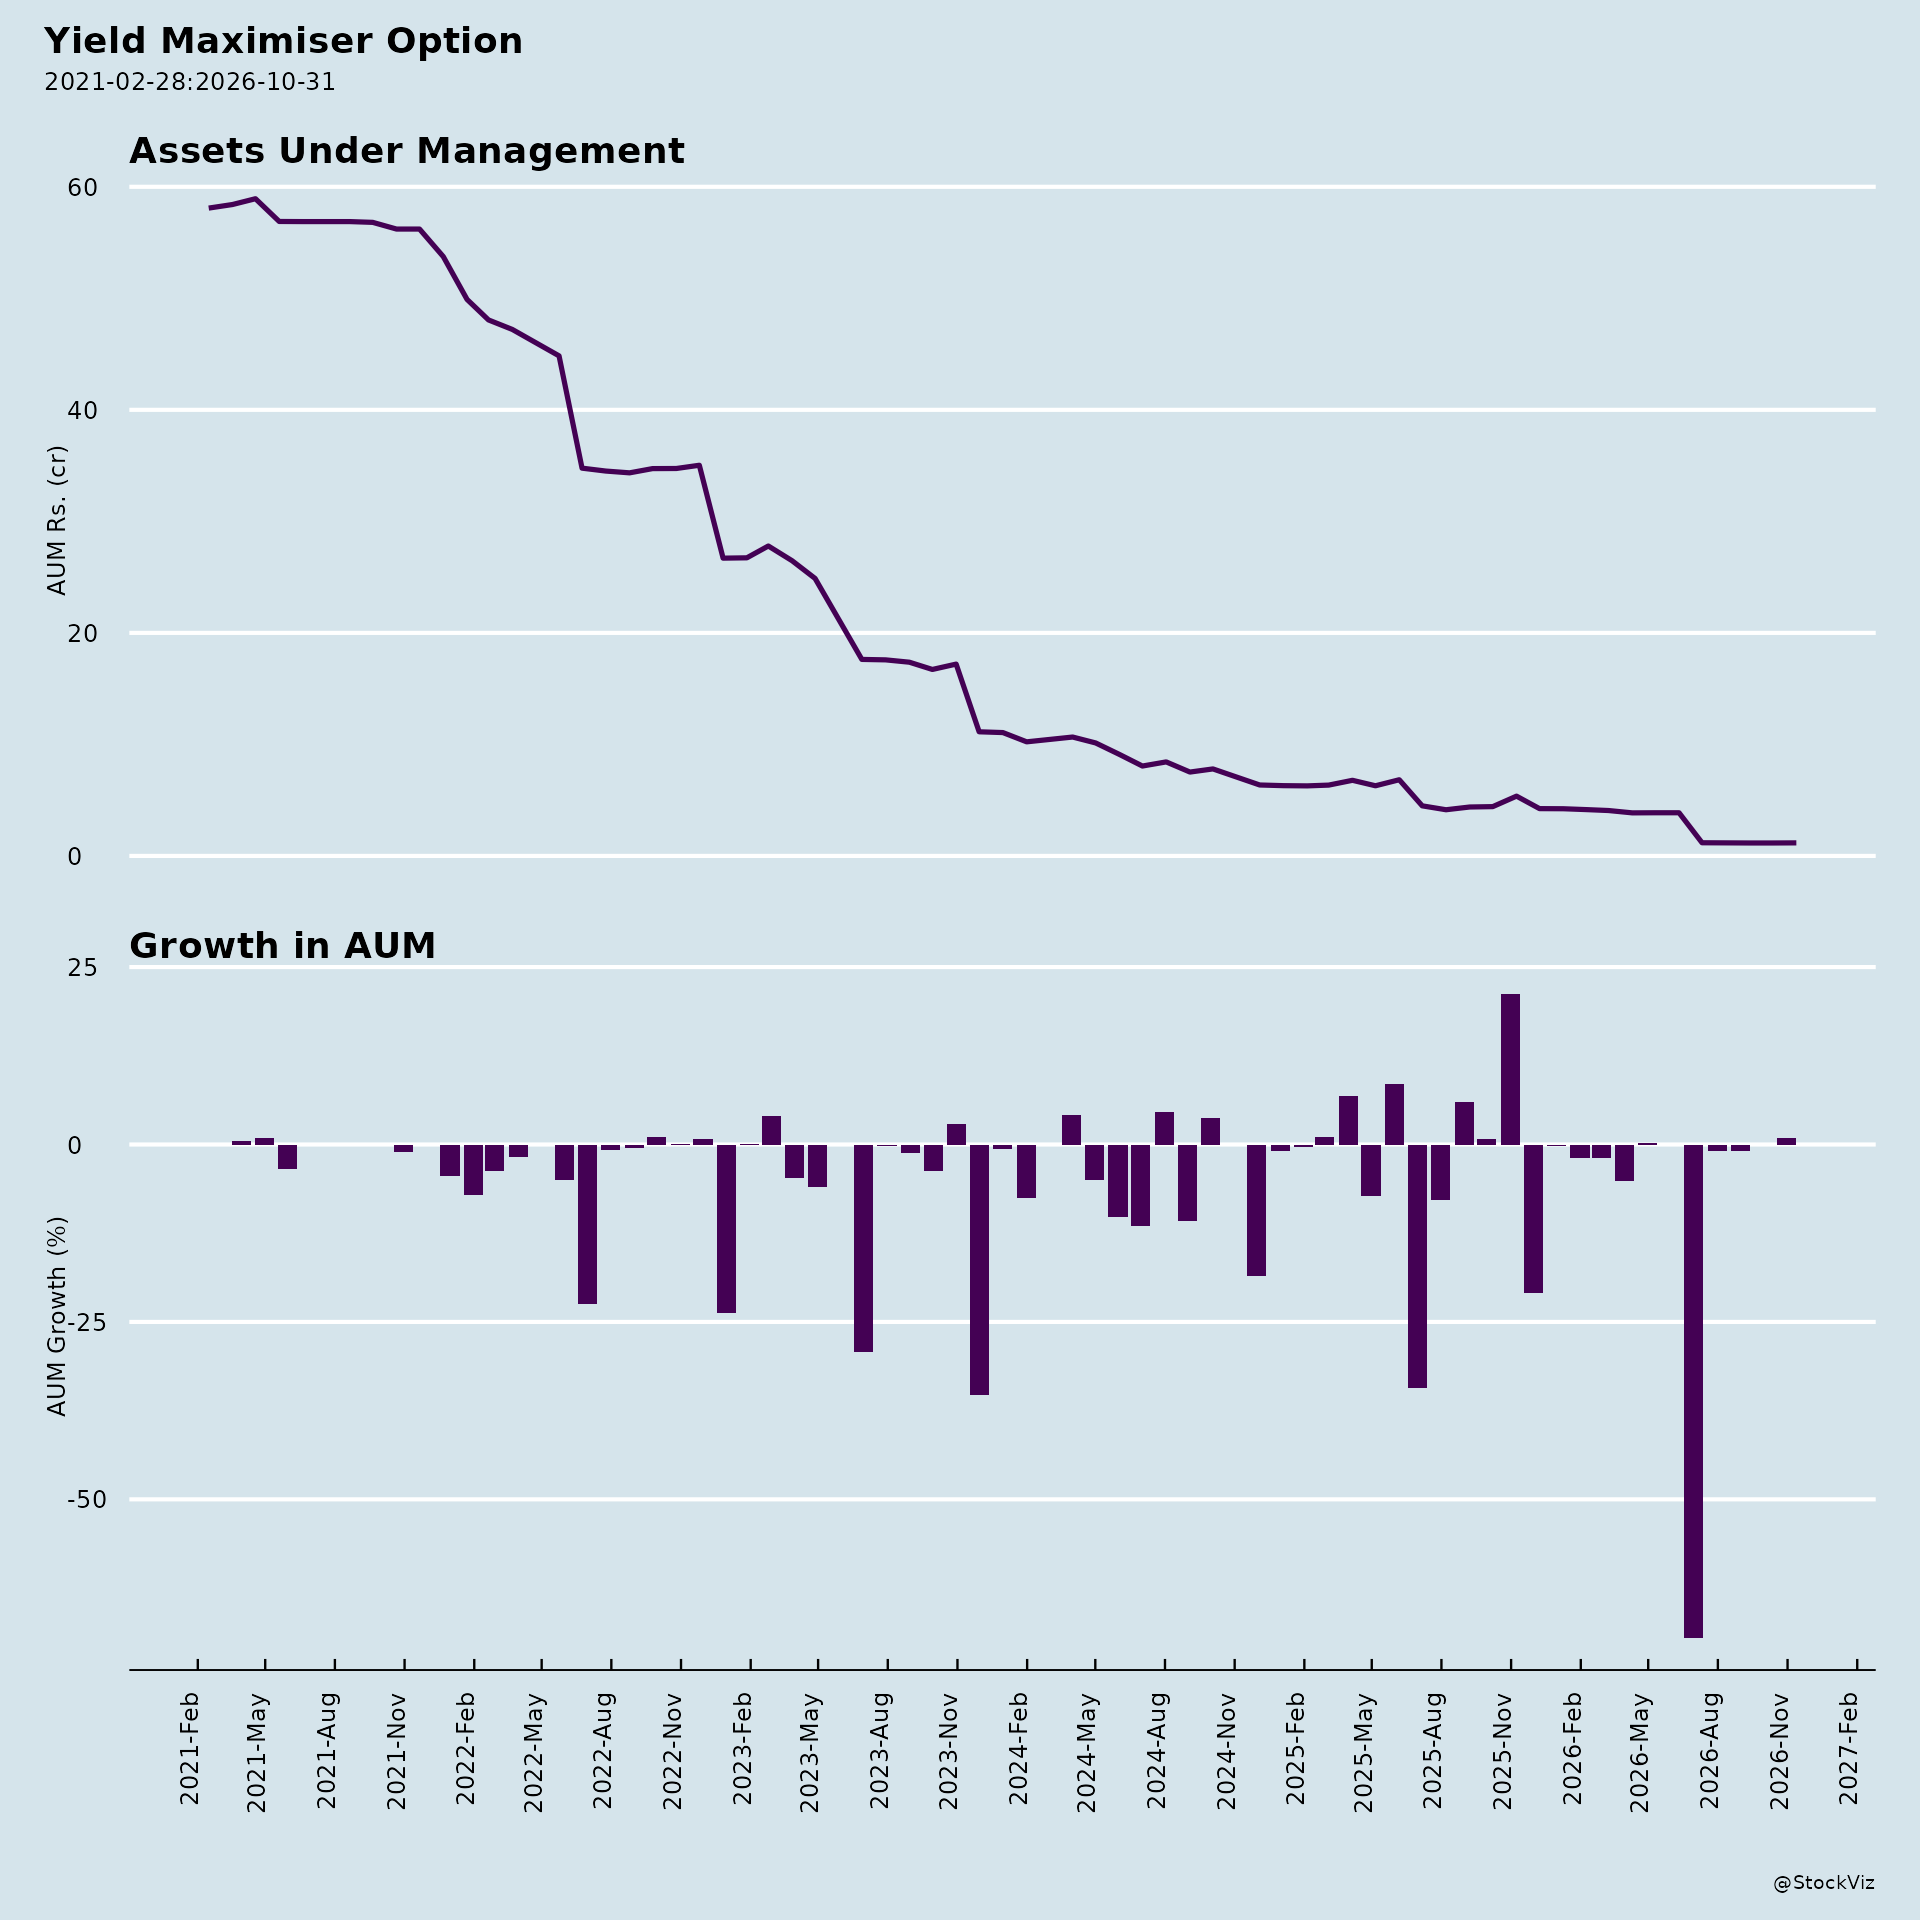 Yield Maximiser Option
2021-02-28:2026-10-31
Assets Under Management
60
40
20
0
AUM Rs. (cr)
Growth in AUM
25
0
-25
-50
AUM Growth (%)
2021-Feb
2021-May
2021-Aug
2021-Nov
2022-Feb
2022-May
2022-Aug
2022-Nov
2023-Feb
2023-May
2023-Aug
2023-Nov
2024-Feb
2024-May
2024-Aug
2024-Nov
2025-Feb
2025-May
2025-Aug
2025-Nov
2026-Feb
2026-May
2026-Aug
2026-Nov
2027-Feb
@StockViz